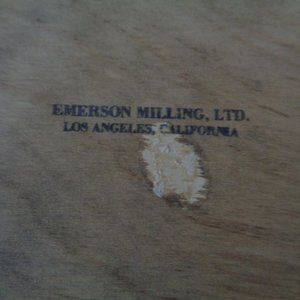 EMERSON MILLING, LTD.
LOS ANGELES, CALIFORNIA